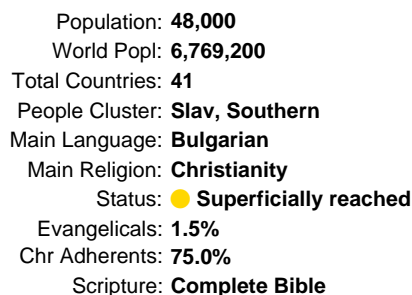 Population: 48,000
World Popl: 6,769,200
Total Countries: 41
People Cluster: Slav, Southern
Main Language: Bulgarian
Main Religion: Christianity
Status: Superficially reached
Evangelicals: 1.5%
Chr Adherents: 75.0%
Scripture: Complete Bible